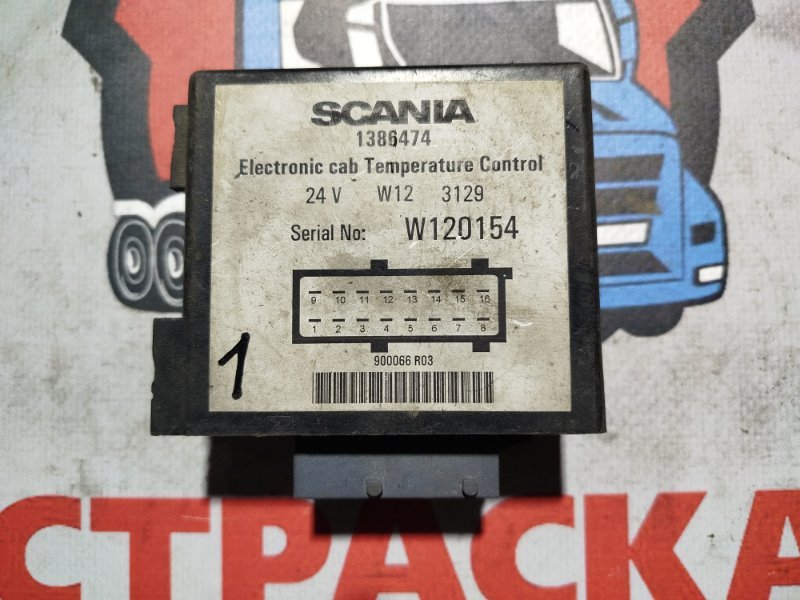 SCANIA
1386474
Electronic cab Temperature Control
24 V W12 3129
Serial No: W120154
9 10 11 12 13 14 15 16
1 2 3 4 5 6 7 8
900066 R03
1
СТРАСКА